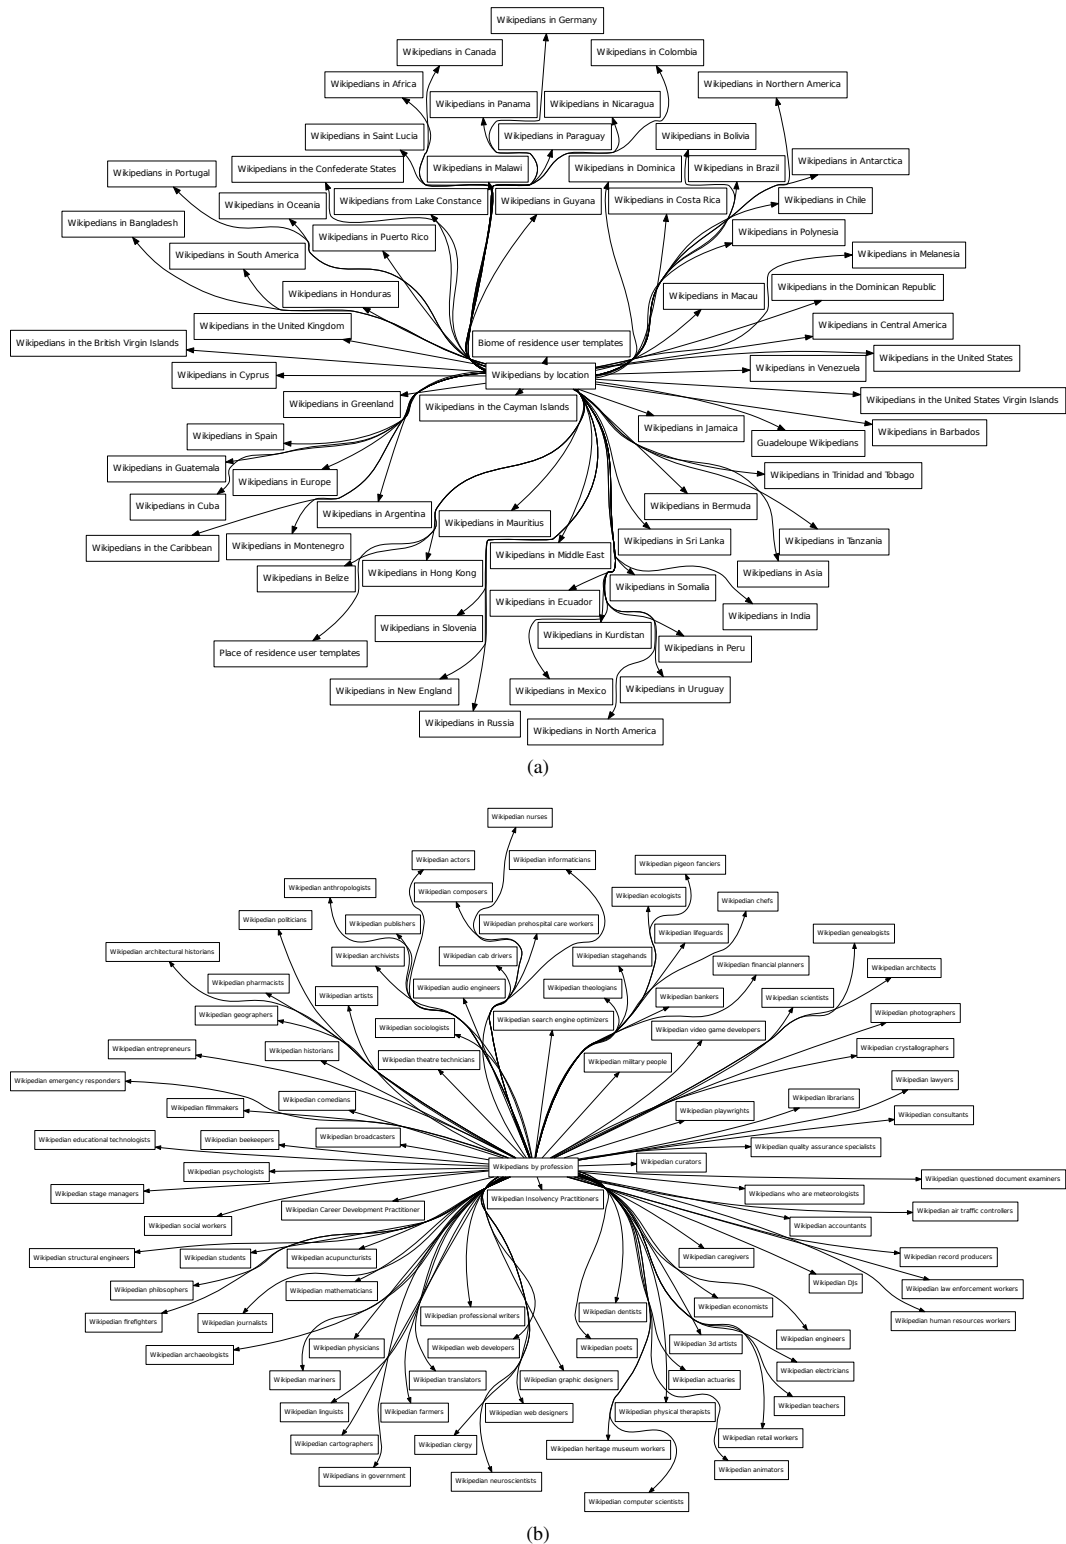 Wikipedians in Germany
Wikipedians in Canada
Wikipedians in Colombia
Wikipedians in Africa
Wikipedians in Northern America
Wikipedians in Panama
Wikipedians in Nicaragua
Wikipedians in Saint Lucia
Wikipedians in Paraguay
Wikipedians in Bolivia
Wikipedians in the Confederate States
Wikipedians in Malawi
Wikipedians in Dominica
Wikipedians in Brazil
Wikipedians in Antarctica
Wikipedians in Portugal
Wikipedians in Oceania
Wikipedians from Lake Constance
Wikipedians in Guyana
Wikipedians in Costa Rica
Wikipedians in Chile
Wikipedians in Bangladesh
Wikipedians in Puerto Rico
Wikipedians in Polynesia
Wikipedians in South America
Wikipedians in Melanesia
Wikipedians in Honduras
Wikipedians in Macau
Wikipedians in the Dominican Republic
Wikipedians in the United Kingdom
Wikipedians in Central America
Wikipedians in the British Virgin Islands
Biome of residence user templates
Wikipedians in the United States
Wikipedians in Cyprus
Wikipedians by location
Wikipedians in Venezuela
Wikipedians in Greenland
Wikipedians in the Cayman Islands
Wikipedians in the United States Virgin Islands
Wikipedians in Spain
Wikipedians in Jamaica
Guadeloupe Wikipedians
Wikipedians in Barbados
Wikipedians in Guatemala
Wikipedians in Europe
Wikipedians in Trinidad and Tobago
Wikipedians in Cuba
Wikipedians in Argentina
Wikipedians in Mauritius
Wikipedians in Bermuda
Wikipedians in the Caribbean
Wikipedians in Montenegro
Wikipedians in Middle East
Wikipedians in Sri Lanka
Wikipedians in Tanzania
Wikipedians in Belize
Wikipedians in Hong Kong
Wikipedians in Somalia
Wikipedians in Asia
Wikipedians in Ecuador
Wikipedians in India
Wikipedians in Slovenia
Wikipedians in Kurdistan
Place of residence user templates
Wikipedians in Peru
Wikipedians in New England
Wikipedians in Mexico
Wikipedians in Uruguay
Wikipedians in Russia
Wikipedians in North America
(a)
Wikipedian nurses
Wikipedian actors
Wikipedian informaticians
Wikipedian pigeon fanciers
Wikipedian anthropologists
Wikipedian composers
Wikipedian ecologists
Wikipedian chefs
Wikipedian politicians
Wikipedian publishers
Wikipedian prehospital care workers
Wikipedian lifeguards
Wikipedian genealogists
Wikipedian architectural historians
Wikipedian archivists
Wikipedian cab drivers
Wikipedian stagehands
Wikipedian financial planners
Wikipedian architects
Wikipedian pharmacists
Wikipedian artists
Wikipedian audio engineers
Wikipedian theologians
Wikipedian bankers
Wikipedian scientists
Wikipedian geographers
Wikipedian sociologists
Wikipedian search engine optimizers
Wikipedian video game developers
Wikipedian photographers
Wikipedian entrepreneurs
Wikipedian historians
Wikipedian theatre technicians
Wikipedian military people
Wikipedian crystallographers
Wikipedian emergency responders
Wikipedian lawyers
Wikipedian filmmakers
Wikipedian comedians
Wikipedian playwrights
Wikipedian librarians
Wikipedian consultants
Wikipedian educational technologists
Wikipedian beekeepers
Wikipedian broadcasters
Wikipedian quality assurance specialists
Wikipedian psychologists
Wikipedians by profession
Wikipedian curators
Wikipedian questioned document examiners
Wikipedian stage managers
Wikipedian Career Development Practitioner
Wikipedian Insolvency Practitioners
Wikipedians who are meteorologists
Wikipedian air traffic controllers
Wikipedian social workers
Wikipedian accountants
Wikipedian structural engineers
Wikipedian students
Wikipedian acupuncturists
Wikipedian caregivers
Wikipedian record producers
Wikipedian philosophers
Wikipedian mathematicians
Wikipedian DJs
Wikipedian law enforcement workers
Wikipedian firefighters
Wikipedian journalists
Wikipedian professional writers
Wikipedian dentists
Wikipedian economists
Wikipedian human resources workers
Wikipedian archaeologists
Wikipedian physicians
Wikipedian web developers
Wikipedian poets
Wikipedian 3d artists
Wikipedian engineers
Wikipedian mariners
Wikipedian translators
Wikipedian graphic designers
Wikipedian actuaries
Wikipedian electricians
Wikipedian linguists
Wikipedian farmers
Wikipedian web designers
Wikipedian physical therapists
Wikipedian teachers
Wikipedian cartographers
Wikipedian clergy
Wikipedian heritage museum workers
Wikipedian retail workers
Wikipedians in government
Wikipedian neuroscientists
Wikipedian animators
Wikipedian computer scientists
(b)